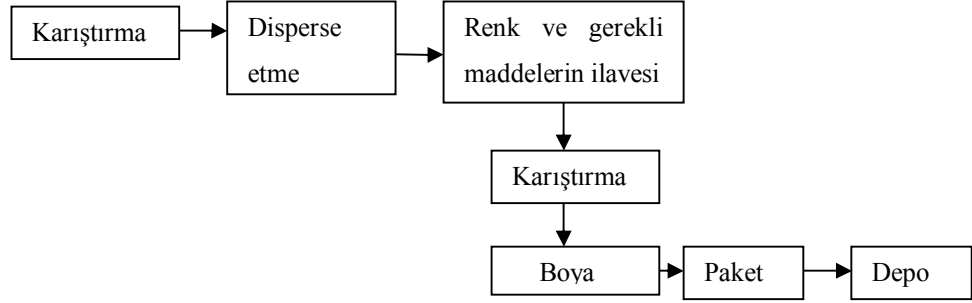 Karıştırma
Disperse
etme
Renk ve gerekli
maddelerin ilavesi
Karıştırma
Boya
Paket
Depo